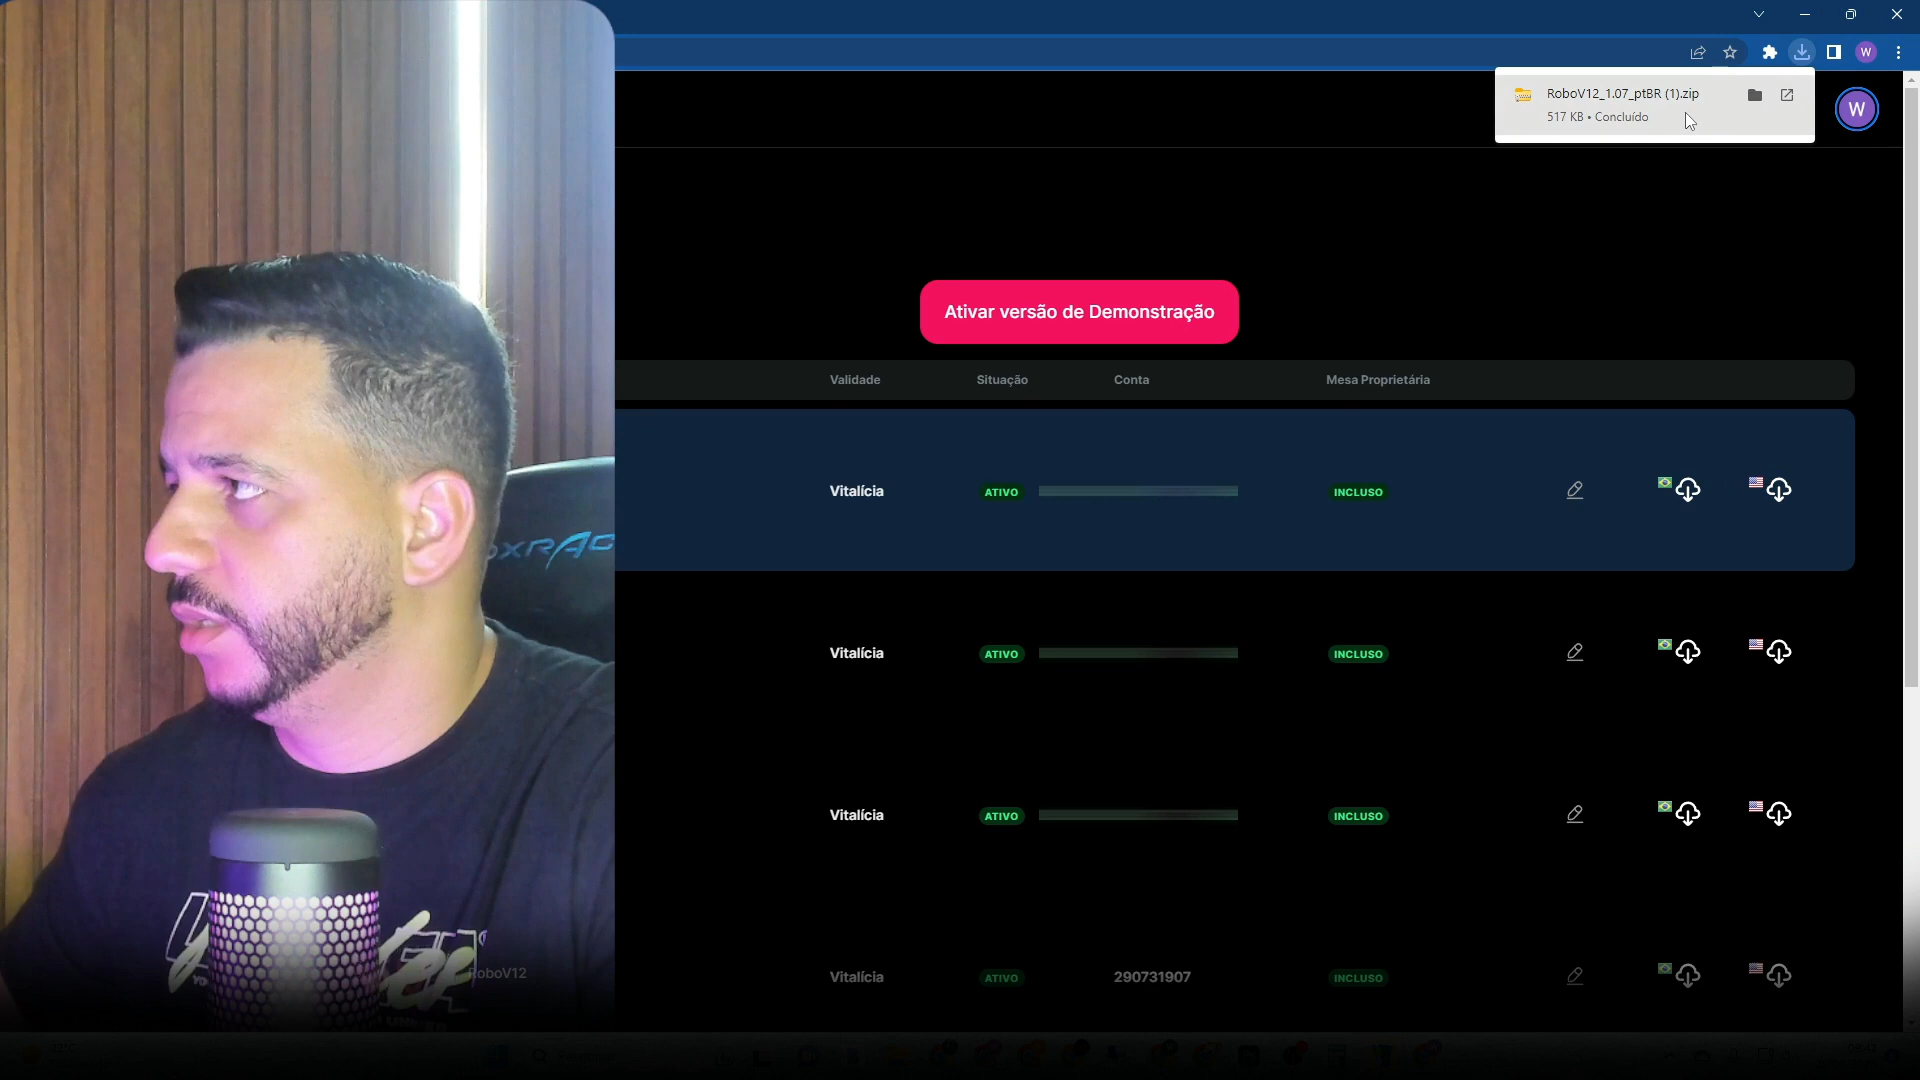 RoboV12_1.07_ptBR (1).zip
517 KB • Concluído
W
W
Ativar versão de Demonstração
Validade Situação Conta Mesa Proprietária
Vitalícia ATIVO INCLUSO
Vitalícia ATIVO INCLUSO
Vitalícia ATIVO INCLUSO
RoboV12 Vitalícia ATIVO 290731907 INCLUSO